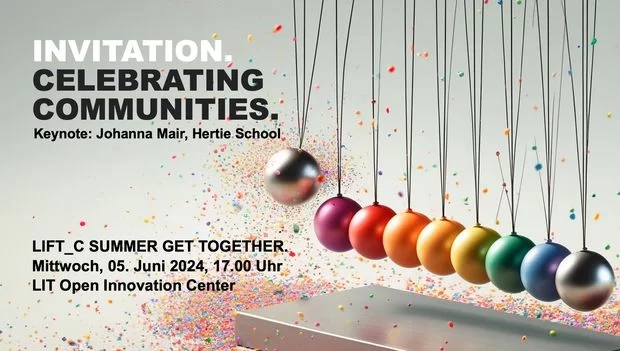 INVITATION.
CELEBRATING
COMMUNITIES.
Keynote: Johanna Mair, Hertie School
LIFT_C SUMMER GET TOGETHER.
Mittwoch, 05. Juni 2024, 17.00 Uhr
LIT Open Innovation Center